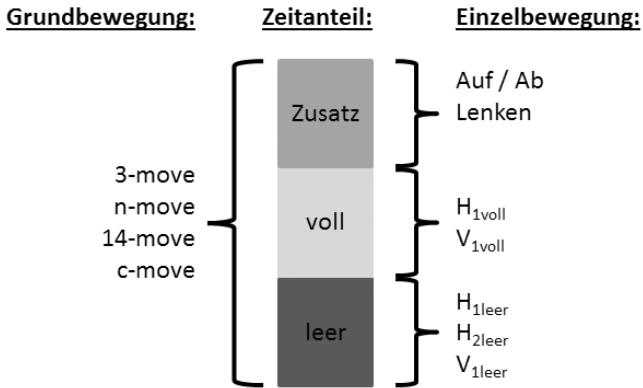 Grundbewegung: Zeitanteil: Einzelbewegung:
Zusatz
Auf / Ab
Lenken
3-move
n-move
14-move
c-move
voll
H1voll
V1voll
leer
H1leer
H2leer
V1leer